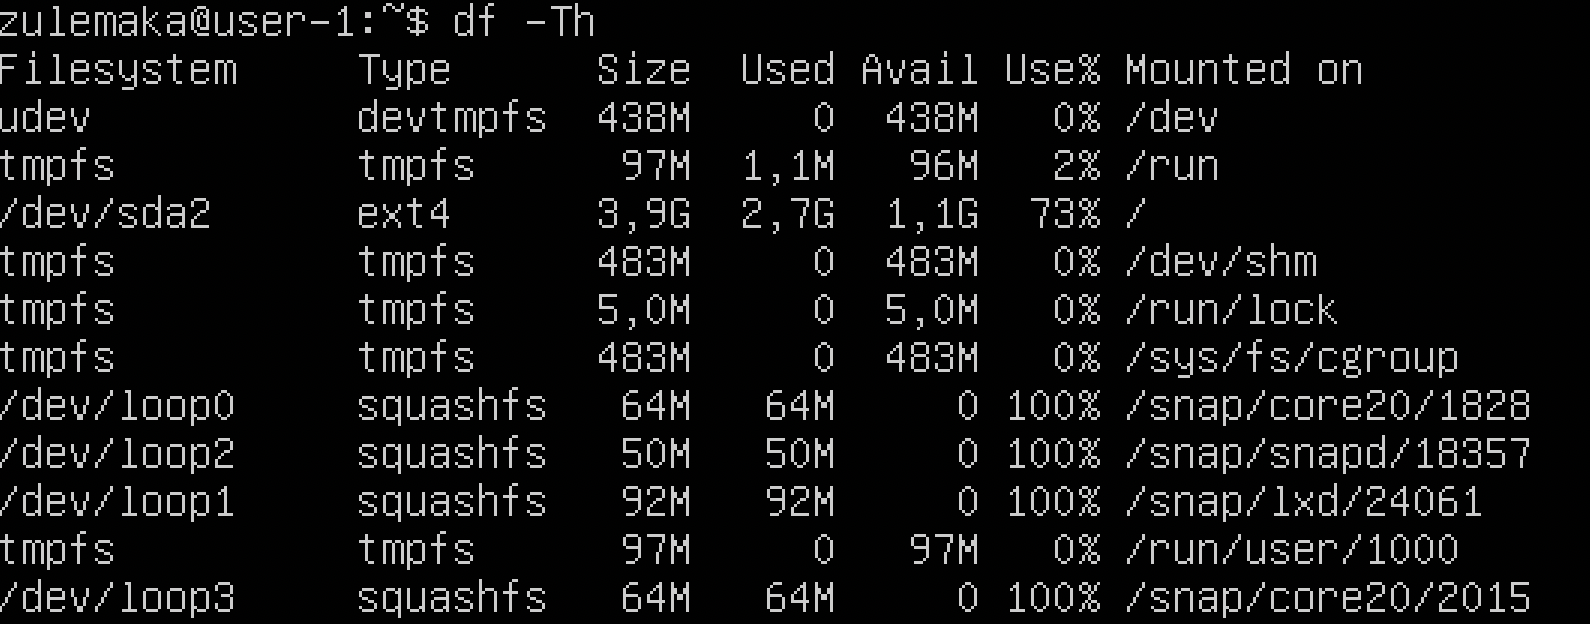 zulemaka@user-1:~$ df -Th
Filesystem     Type      Size  Used Avail Use% Mounted on
udev           devtmpfs  438M     0  438M   0% /dev
tmpfs          tmpfs      97M  1,1M   96M   2% /run
/dev/sda2      ext4      3,9G  2,7G  1,1G  73% /
tmpfs          tmpfs     483M     0  483M   0% /dev/shm
tmpfs          tmpfs     5,0M     0  5,0M   0% /run/lock
tmpfs          tmpfs     483M     0  483M   0% /sys/fs/cgroup
/dev/loop0     squashfs   64M   64M     0 100% /snap/core20/1828
/dev/loop2     squashfs   50M   50M     0 100% /snap/snapd/18357
/dev/loop1     squashfs   92M   92M     0 100% /snap/lxd/24061
tmpfs          tmpfs      97M     0   97M   0% /run/user/1000
/dev/loop3     squashfs   64M   64M     0 100% /snap/core20/2015